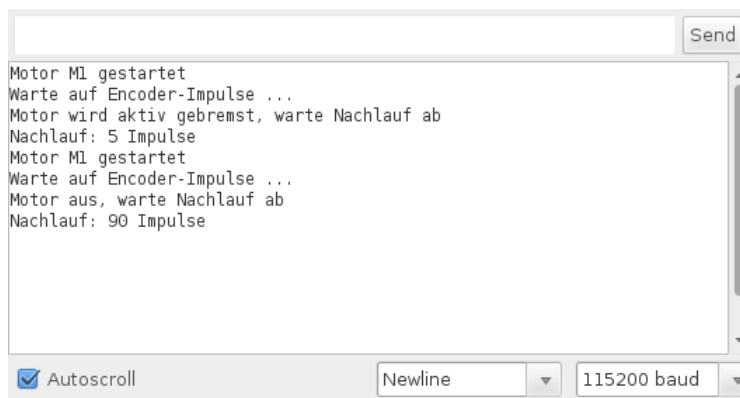 Send
Motor M1 gestartet
Warte auf Encoder-Impulse ...
Motor wird aktiv gebremst, warte Nachlauf ab
Nachlauf: 5 Impulse
Motor M1 gestartet
Warte auf Encoder-Impulse ...
Motor aus, warte Nachlauf ab
Nachlauf: 90 Impulse
Autoscroll
Newline
115200 baud